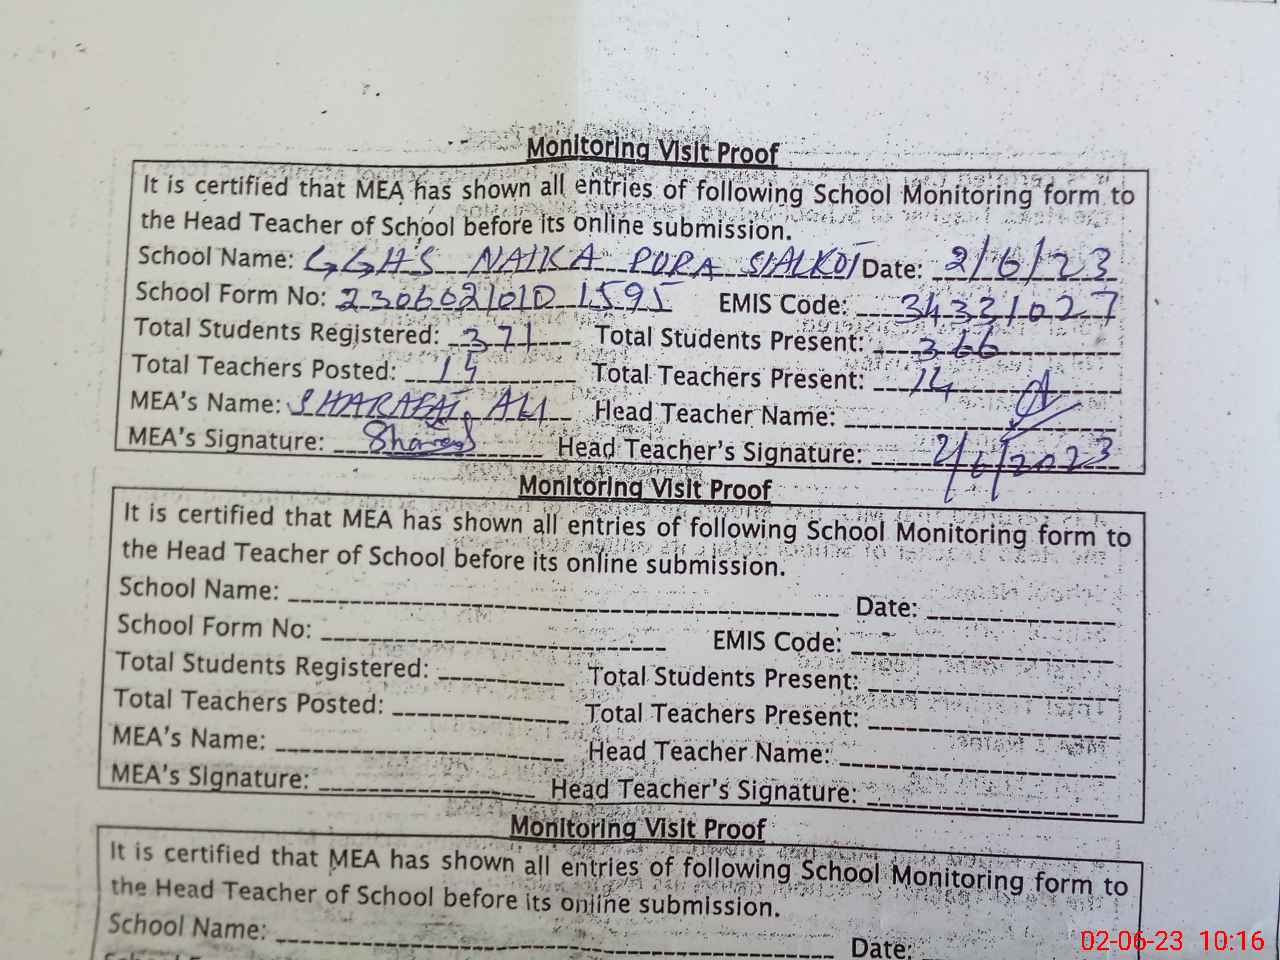 Monitoring Visit Proof
It is certified that MEA has shown all entries of following School Monitoring form to
the Head Teacher of School before its online submission.
School Name: GGHS NAIKA PURA SIALKOT Date: 2/6/23
School Form No: 230602101D 1595 EMIS Code: 34331027
Total Students Registered: 371 Total Students Present: 366
Total Teachers Posted: 15 Total Teachers Present: 14
MEA's Name: SHARAFAT ALI Head Teacher Name:
MEA's Signature: Head Teacher's Signature: 2/6/2023
Monitoring Visit Proof
It is certified that MEA has shown all entries of following School Monitoring form to
the Head Teacher of School before its online submission.
School Name: Date:
School Form No: EMIS Code:
Total Students Registered: Total Students Present:
Total Teachers Posted: Total Teachers Present:
MEA's Name: Head Teacher Name:
MEA's Signature: Head Teacher's Signature:
Monitoring Visit Proof
It is certified that MEA has shown all entries of following School Monitoring form to
the Head Teacher of School before its online submission.
School Name: Date:
02-06-23 10:16